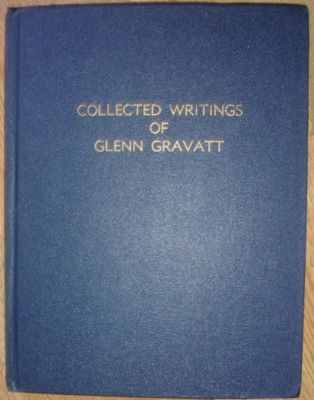 COLLECTED WRITINGS
OF
GLENN GRAVATT